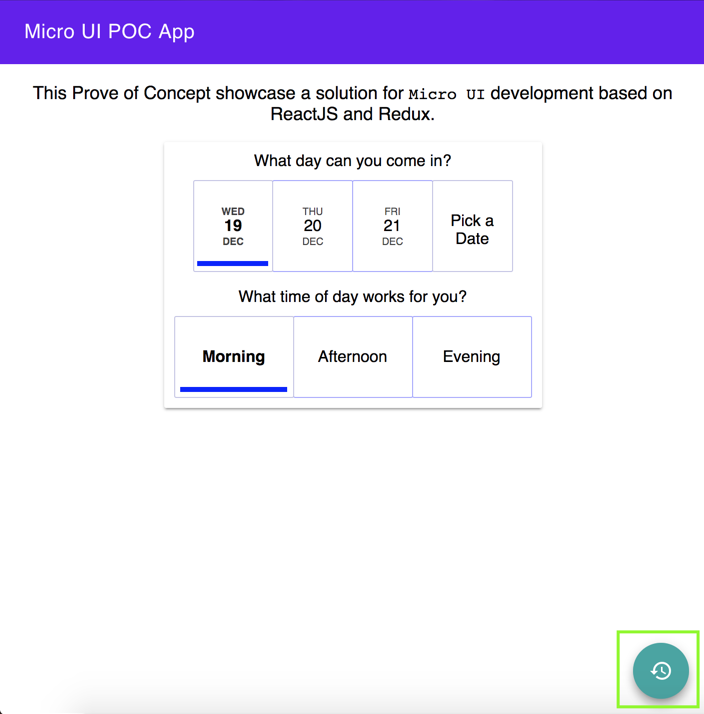 Micro UI POC App
This Prove of Concept showcase a solution for Micro UI development based on
ReactJS and Redux.
What day can you come in?
WED THU FRI
19 20 21 Pick a
DEC DEC DEC Date
What time of day works for you?
Morning Afternoon Evening